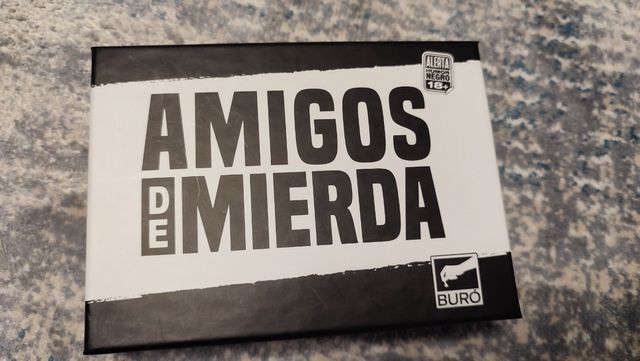 ALERTA
HUMOR
NEGRO
18+
AMIGOS
DE MIERDA
BURÓ